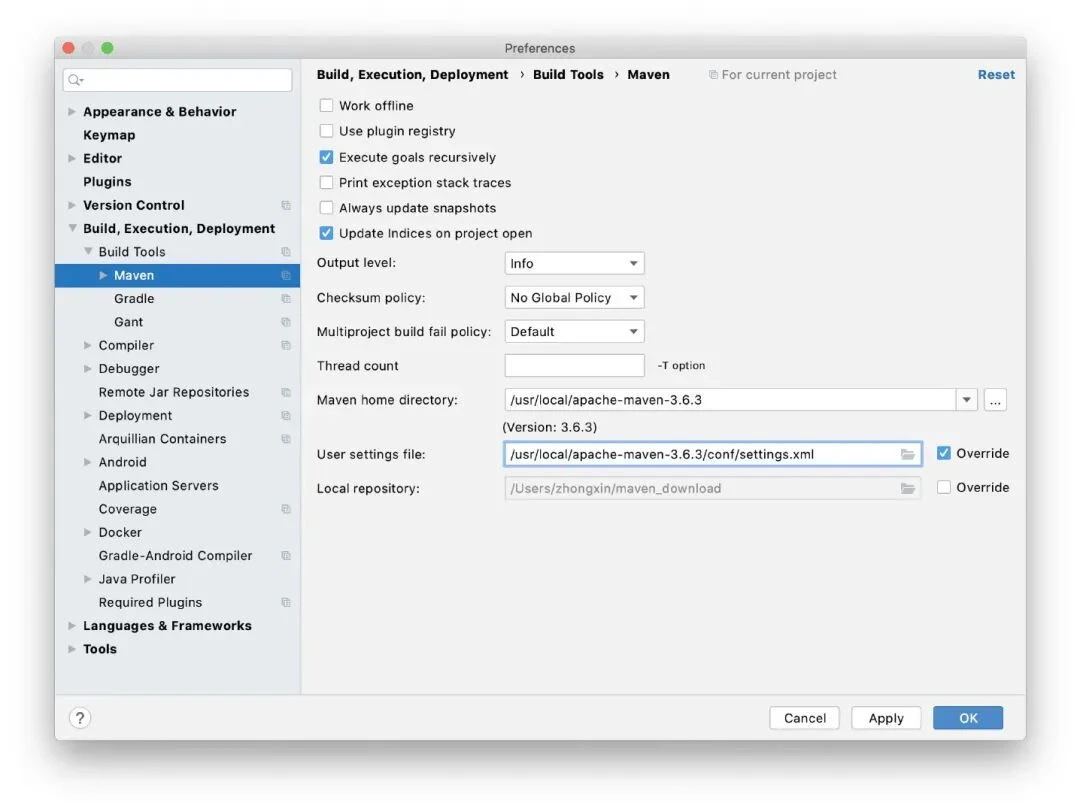 Preferences
Build, Execution, Deployment › Build Tools › Maven For current project Reset
Appearance & Behavior
Keymap
Editor
Plugins
Version Control
Build, Execution, Deployment
Build Tools
Maven
Gradle
Gant
Compiler
Debugger
Remote Jar Repositories
Deployment
Arquillian Containers
Android
Application Servers
Coverage
Docker
Gradle-Android Compiler
Java Profiler
Required Plugins
Languages & Frameworks
Tools
Work offline
Use plugin registry
Execute goals recursively
Print exception stack traces
Always update snapshots
Update Indices on project open
Output level: Info
Checksum policy: No Global Policy
Multiproject build fail policy: Default
Thread count -T option
Maven home directory: /usr/local/apache-maven-3.6.3 ...
(Version: 3.6.3)
User settings file: /usr/local/apache-maven-3.6.3/conf/settings.xml Override
Local repository: /Users/zhongxin/maven_download Override
? Cancel Apply OK